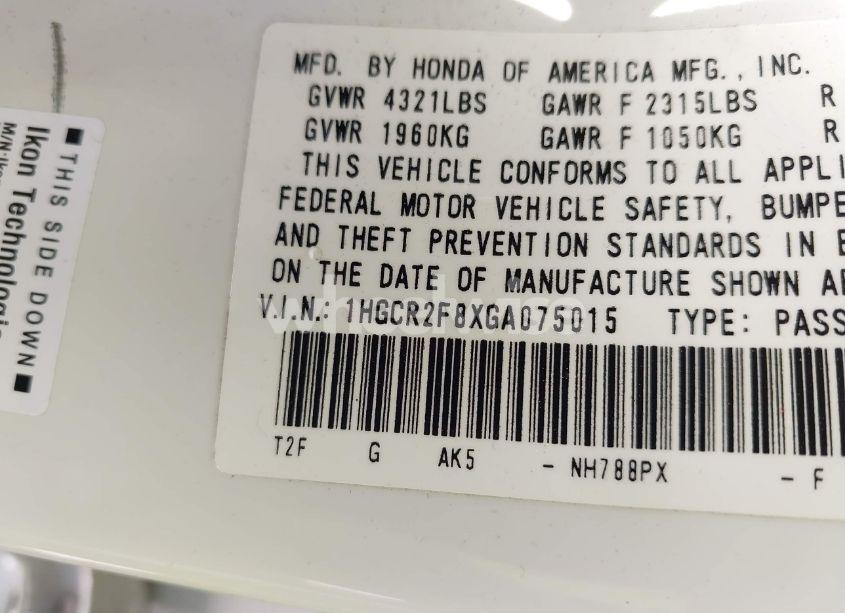 MFD. BY HONDA OF AMERICA MFG., INC.
GVWR 4321LBS GAWR F 2315LBS R
GVWR 1960KG GAWR F 1050KG R
THIS VEHICLE CONFORMS TO ALL APPLI
FEDERAL MOTOR VEHICLE SAFETY, BUMPE
AND THEFT PREVENTION STANDARDS IN E
ON THE DATE OF MANUFACTURE SHOWN AB
V.I.N.: 1HGCR2F8XGA075015 TYPE: PASS
T2F G AK5 - NH788PX - F
■ THIS SIDE DOWN ■
Ikon Technologie